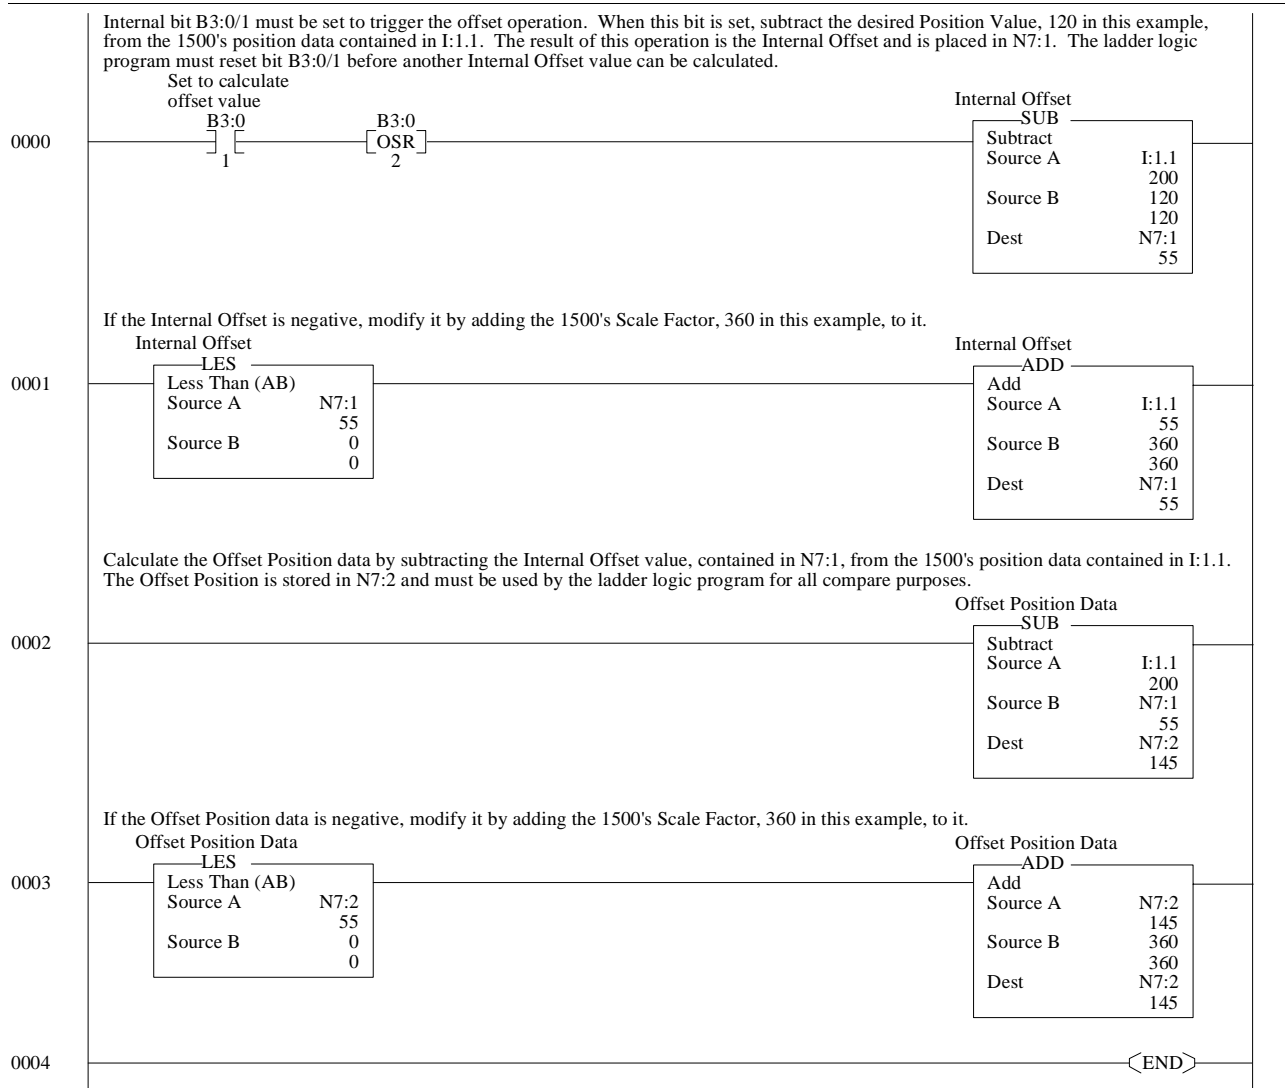 Internal bit B3:0/1 must be set to trigger the offset operation.  When this bit is set, subtract the desired Position Value, 120 in this example,
from the 1500's position data contained in I:1.1.  The result of this operation is the Internal Offset and is placed in N7:1.  The ladder logic
program must reset bit B3:0/1 before another Internal Offset value can be calculated.
Set to calculate
offset value
B3:0
1
B3:0
OSR
2
0000
Internal Offset
SUB
Subtract
Source A I:1.1
200
Source B 120
120
Dest N7:1
55
If the Internal Offset is negative, modify it by adding the 1500's Scale Factor, 360 in this example, to it.
Internal Offset
LES
0001
Less Than (AB)
Source A N7:1
55
Source B 0
0
Internal Offset
ADD
Add
Source A I:1.1
55
Source B 360
360
Dest N7:1
55
Calculate the Offset Position data by subtracting the Internal Offset value, contained in N7:1, from the 1500's position data contained in I:1.1.
The Offset Position is stored in N7:2 and must be used by the ladder logic program for all compare purposes.
0002
Offset Position Data
SUB
Subtract
Source A I:1.1
200
Source B N7:1
55
Dest N7:2
145
If the Offset Position data is negative, modify it by adding the 1500's Scale Factor, 360 in this example, to it.
Offset Position Data
LES
0003
Less Than (AB)
Source A N7:2
55
Source B 0
0
Offset Position Data
ADD
Add
Source A N7:2
145
Source B 360
360
Dest N7:2
145
0004
END